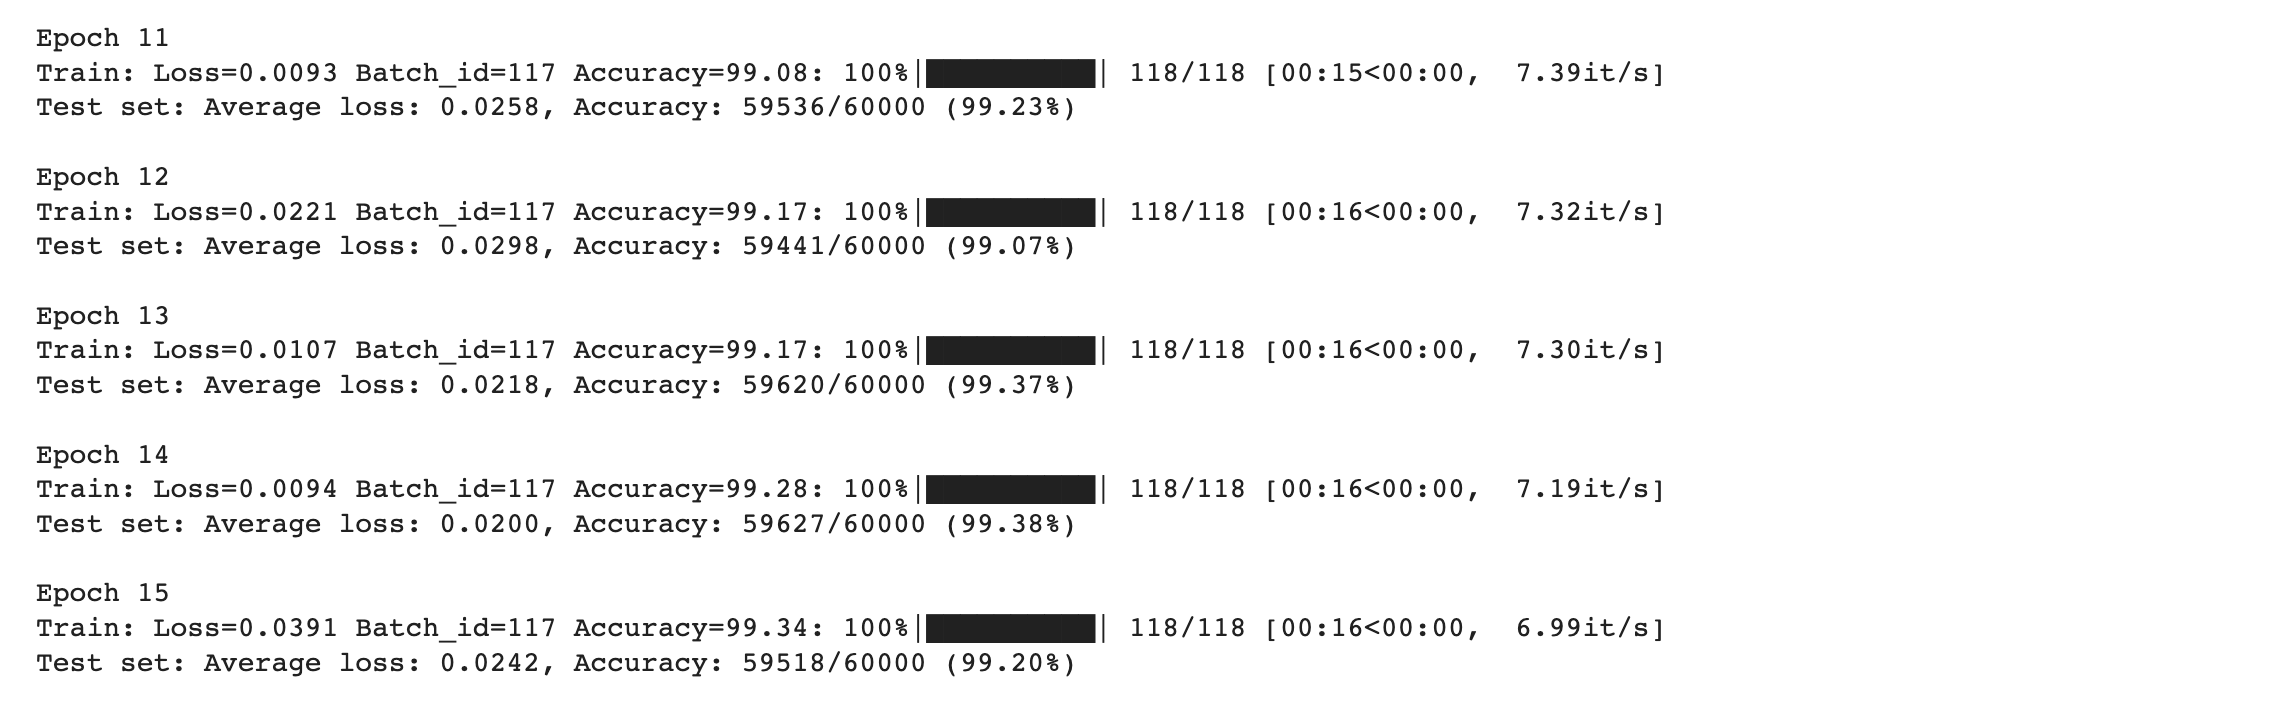 Epoch 11
Train: Loss=0.0093 Batch_id=117 Accuracy=99.08: 100%|██████████| 118/118 [00:15<00:00,  7.39it/s]
Test set: Average loss: 0.0258, Accuracy: 59536/60000 (99.23%)

Epoch 12
Train: Loss=0.0221 Batch_id=117 Accuracy=99.17: 100%|██████████| 118/118 [00:16<00:00,  7.32it/s]
Test set: Average loss: 0.0298, Accuracy: 59441/60000 (99.07%)

Epoch 13
Train: Loss=0.0107 Batch_id=117 Accuracy=99.17: 100%|██████████| 118/118 [00:16<00:00,  7.30it/s]
Test set: Average loss: 0.0218, Accuracy: 59620/60000 (99.37%)

Epoch 14
Train: Loss=0.0094 Batch_id=117 Accuracy=99.28: 100%|██████████| 118/118 [00:16<00:00,  7.19it/s]
Test set: Average loss: 0.0200, Accuracy: 59627/60000 (99.38%)

Epoch 15
Train: Loss=0.0391 Batch_id=117 Accuracy=99.34: 100%|██████████| 118/118 [00:16<00:00,  6.99it/s]
Test set: Average loss: 0.0242, Accuracy: 59518/60000 (99.20%)